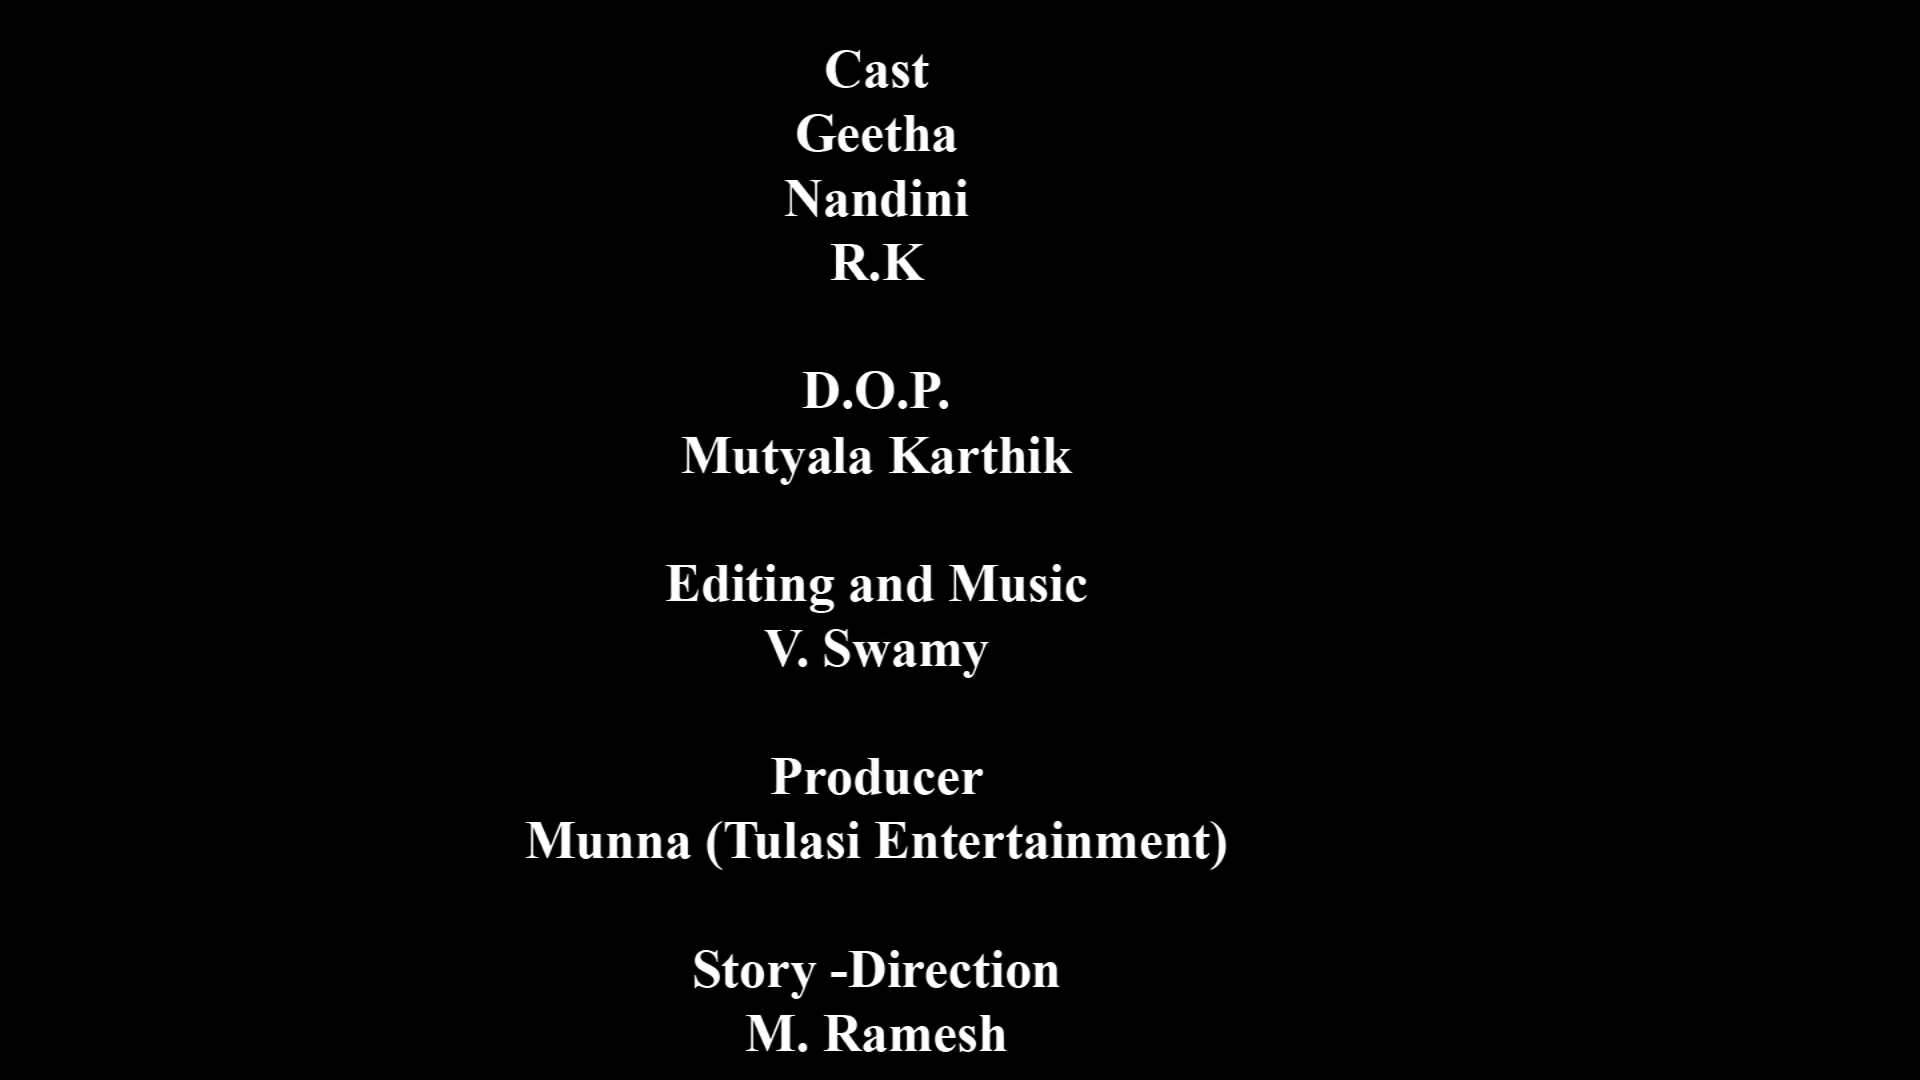 Cast
Geetha
Nandini
R.K
D.O.P.
Mutyala Karthik
Editing and Music
V. Swamy
Producer
Munna (Tulasi Entertainment)
Story -Direction
M. Ramesh